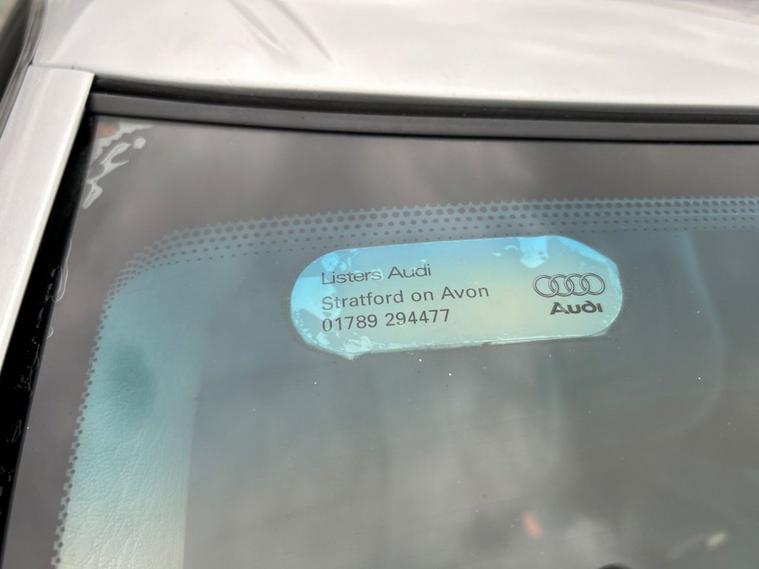 Listers Audi
Stratford on Avon
01789 294477
Audi